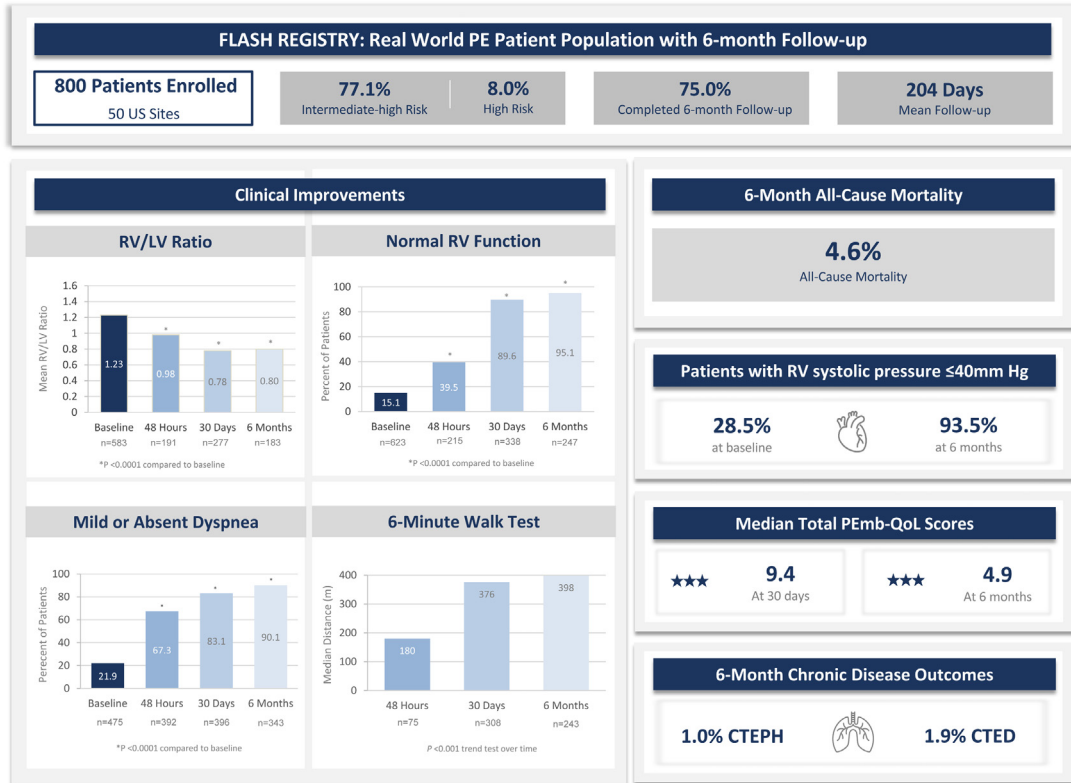 FLASH REGISTRY: Real World PE Patient Population with 6-month Follow-up
800 Patients Enrolled
50 US Sites
77.1%
Intermediate-high Risk
8.0%
High Risk
75.0%
Completed 6-month Follow-up
204 Days
Mean Follow-up
Clinical Improvements
RV/LV Ratio
Mean RV/LV Ratio
1.6
1.4
1.2
1
0.8
0.6
0.4
0.2
0
* * *
1.23 0.98 0.78 0.80
Baseline 48 Hours 30 Days 6 Months
n=583 n=191 n=277 n=183
*P <0.0001 compared to baseline
Normal RV Function
Percent of Patients
100
80
60
40
20
0
* * *
15.1 39.5 89.6 95.1
Baseline 48 Hours 30 Days 6 Months
n=623 n=215 n=338 n=247
*P <0.0001 compared to baseline
Mild or Absent Dyspnea
Perecent of Patients
100
80
60
40
20
0
* * *
21.9 67.3 83.1 90.1
Baseline 48 Hours 30 Days 6 Months
n=475 n=392 n=396 n=343
*P <0.0001 compared to baseline
6-Minute Walk Test
Median Distance (m)
400
300
200
100
0
180 376 398
48 Hours 30 Days 6 Months
n=75 n=308 n=243
P <0.001 trend test over time
6-Month All-Cause Mortality
4.6%
All-Cause Mortality
Patients with RV systolic pressure ≤40mm Hg
28.5%
at baseline
93.5%
at 6 months
Median Total PEmb-QoL Scores
★★★ 9.4
At 30 days
★★★ 4.9
At 6 months
6-Month Chronic Disease Outcomes
1.0% CTEPH
1.9% CTED